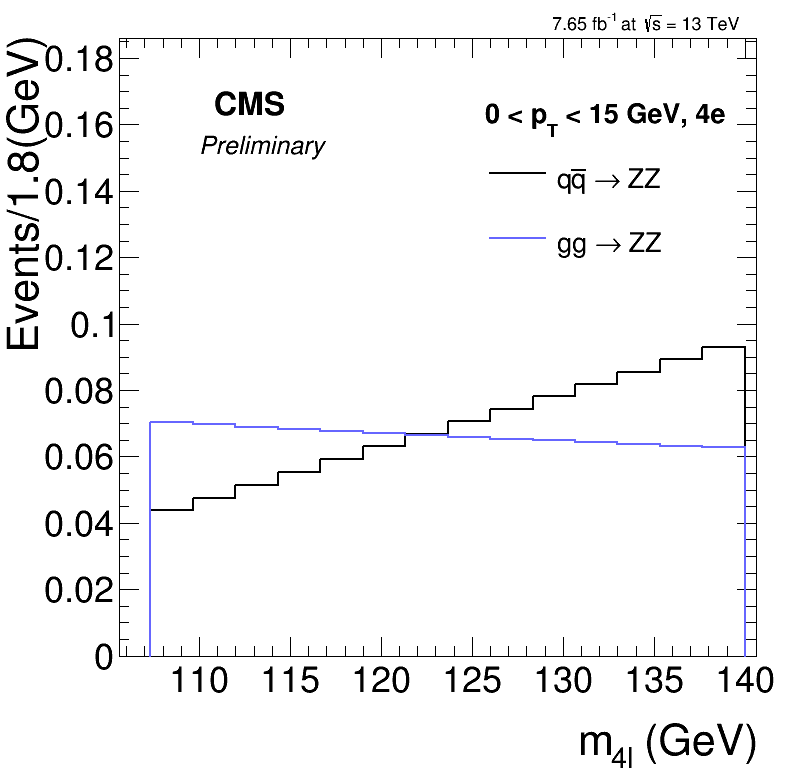 7.65 fb⁻¹ at √s = 13 TeV
Events/1.8(GeV)
0.18
0.16
0.14
0.12
0.1
0.08
0.06
0.04
0.02
0
CMS
Preliminary
0 < p_T < 15 GeV, 4e
qq̅ → ZZ
gg → ZZ
110 115 120 125 130 135 140
m_4l (GeV)